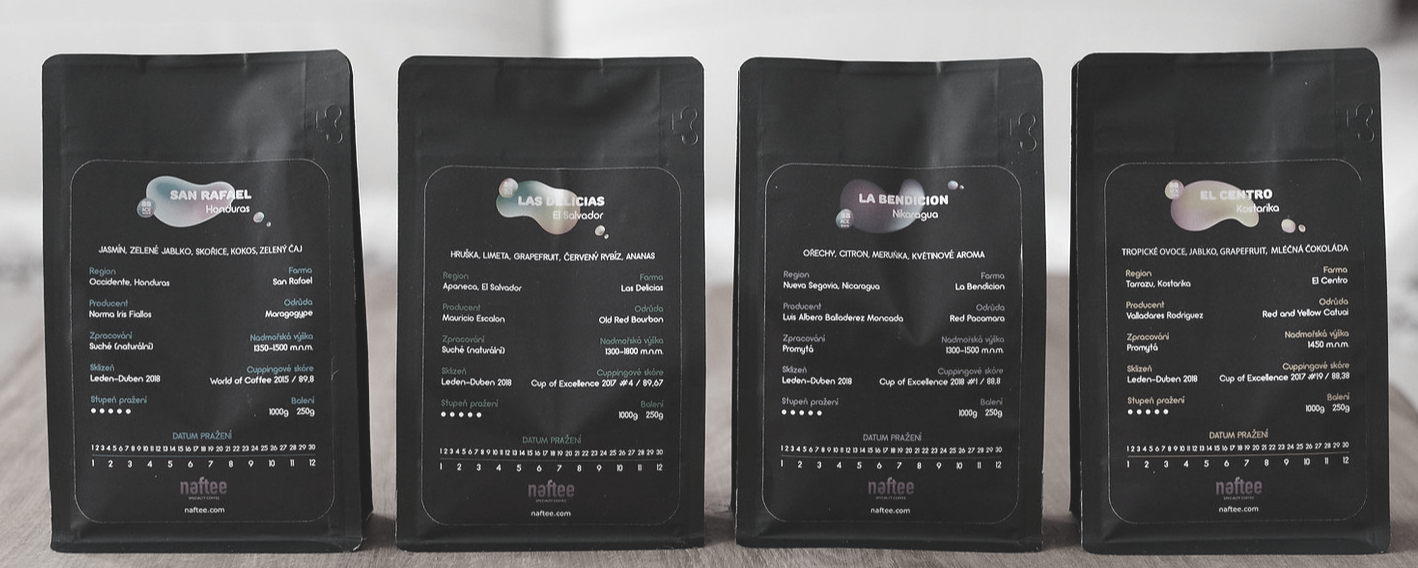 SAN RAFAEL
Honduras
JASMÍN, ZELENÉ JABLKO, SKOŘICE, KOKOS, ZELENÝ ČAJ
Region Farma
Occidente, Honduras San Rafael
Producent Odrůda
Norma Iris Fiallos Maragogype
Zpracování Nadmořská výška
Suché (naturální) 1350–1500 m.n.m.
Sklizeň Cuppingové skóre
Leden–Duben 2018 World of Coffee 2015 / 89,8
Stupeň pražení Balení
1000g 250g
DATUM PRAŽENÍ
1 2 3 4 5 6 7 8 9 10 11 12 13 14 15 16 17 18 19 20 21 22 23 24 25 26 27 28 29 30
1 2 3 4 5 6 7 8 9 10 11 12
naftee
SPECIALITY COFFEE
naftee.com
LAS DELICIAS
El Salvador
HRUŠKA, LIMETA, GRAPEFRUIT, ČERVENÝ RYBÍZ, ANANAS
Region Farma
Apaneca, El Salvador Las Delicias
Producent Odrůda
Mauricio Escalon Old Red Bourbon
Zpracování Nadmořská výška
Suché (naturální) 1300–1800 m.n.m.
Sklizeň Cuppingové skóre
Leden–Duben 2018 Cup of Excellence 2017 #4 / 89,67
Stupeň pražení Balení
1000g 250g
DATUM PRAŽENÍ
1 2 3 4 5 6 7 8 9 10 11 12 13 14 15 16 17 18 19 20 21 22 23 24 25 26 27 28 29 30
1 2 3 4 5 6 7 8 9 10 11 12
naftee
SPECIALITY COFFEE
naftee.com
LA BENDICION
Nikaragua
OŘECHY, CITRON, MERUŇKA, KVĚTINOVÉ AROMA
Region Farma
Nueva Segovia, Nicaragua La Bendicion
Producent Odrůda
Luis Albero Balladerez Moncada Red Pacamara
Zpracování Nadmořská výška
Promytá 1300–1500 m.n.m.
Sklizeň Cuppingové skóre
Leden–Duben 2018 Cup of Excellence 2018 #1 / 88,8
Stupeň pražení Balení
1000g 250g
DATUM PRAŽENÍ
1 2 3 4 5 6 7 8 9 10 11 12 13 14 15 16 17 18 19 20 21 22 23 24 25 26 27 28 29 30
1 2 3 4 5 6 7 8 9 10 11 12
naftee
SPECIALITY COFFEE
naftee.com
EL CENTRO
Kostarika
TROPICKÉ OVOCE, JABLKO, GRAPEFRUIT, MLÉČNÁ ČOKOLÁDA
Region Farma
Tarrazu, Kostarika El Centro
Producent Odrůda
Valladares Rodriguez Red and Yellow Catuai
Zpracování Nadmořská výška
Promytá 1450 m.n.m.
Sklizeň Cuppingové skóre
Leden–Duben 2018 Cup of Excellence 2017 #19 / 88,38
Stupeň pražení Balení
1000g 250g
DATUM PRAŽENÍ
1 2 3 4 5 6 7 8 9 10 11 12 13 14 15 16 17 18 19 20 21 22 23 24 25 26 27 28 29 30
1 2 3 4 5 6 7 8 9 10 11 12
naftee
SPECIALITY COFFEE
naftee.com